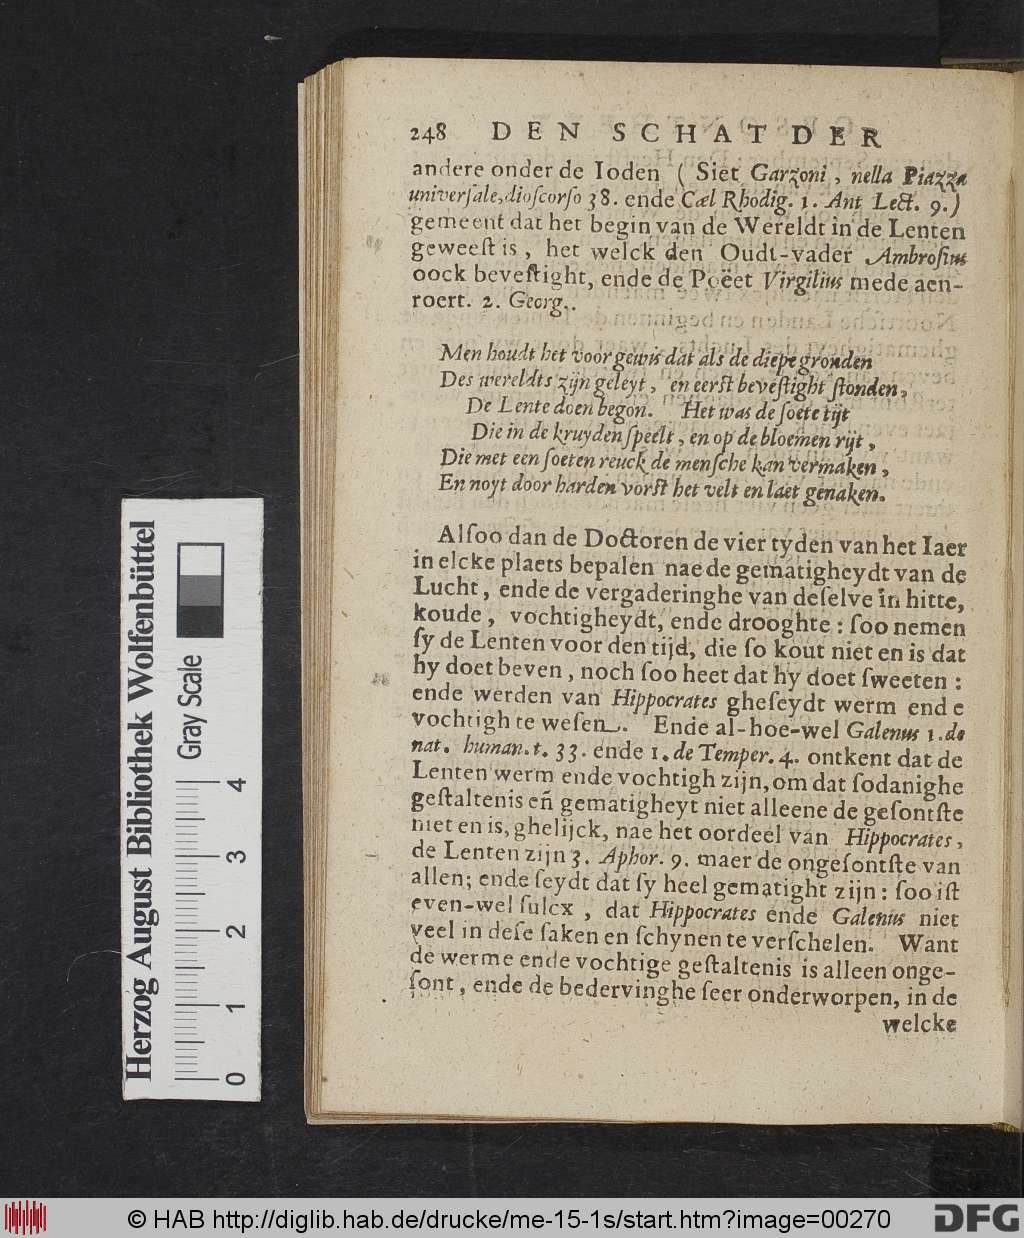 248 DEN SCHAT DER
andere onder de Ioden ( Siet Garzoni, nella Piazza
universale, dioscorso 38. ende Cæl Rhodig. 1. Ant Lect. 9.)
gemeent dat het begin van de Wereldt in de Lenten
geweest is, het welck den Oudt-vader Ambrosius
oock bevestight, ende de Poëet Virgilius mede aen-
roert. 2. Georg..
Men houdt het voor gewis dat als de diepe gronden
Des wereldts zijn geleyt, en eerst bevestight stonden,
De Lente doen begon. Het was de soete tijt
Die in de kruyden speelt, en op de bloemen rijt,
Die met een soeten reuck de mensche kan vermaken,
En noyt door harden vorst het velt en laet genaken.
Alsoo dan de Doctoren de vier tyden van het Iaer
in elcke plaets bepalen nae de gematigheydt van de
Lucht, ende de vergaderinghe van deselve in hitte,
koude, vochtigheydt, ende drooghte: soo nemen
sy de Lenten voor den tijd, die so kout niet en is dat
hy doet beven, noch soo heet dat hy doet sweeten:
ende werden van Hippocrates gheseydt werm ende
vochtigh te wesen. Ende al-hoe-wel Galenus 1. de
nat. human. t. 33. ende 1. de Temper. 4. ontkent dat de
Lenten werm ende vochtigh zijn, om dat sodanighe
gestaltenis eñ gematigheyt niet alleene de gesontste
niet en is, ghelijck, nae het oordeel van Hippocrates,
de Lenten zijn 3. Aphor. 9. maer de ongesontste van
allen; ende seydt dat sy heel gematight zijn: soo ist
even-wel sulcx, dat Hippocrates ende Galenus niet
veel in dese saken en schynen te verschelen. Want
de werme ende vochtige gestaltenis is alleen onge-
sont, ende de bedervinghe seer onderworpen, in de
welcke
Herzog August Bibliothek Wolfenbüttel
Gray Scale
0 1 2 3 4
© HAB http://diglib.hab.de/drucke/me-15-1s/start.htm?image=00270
DFG